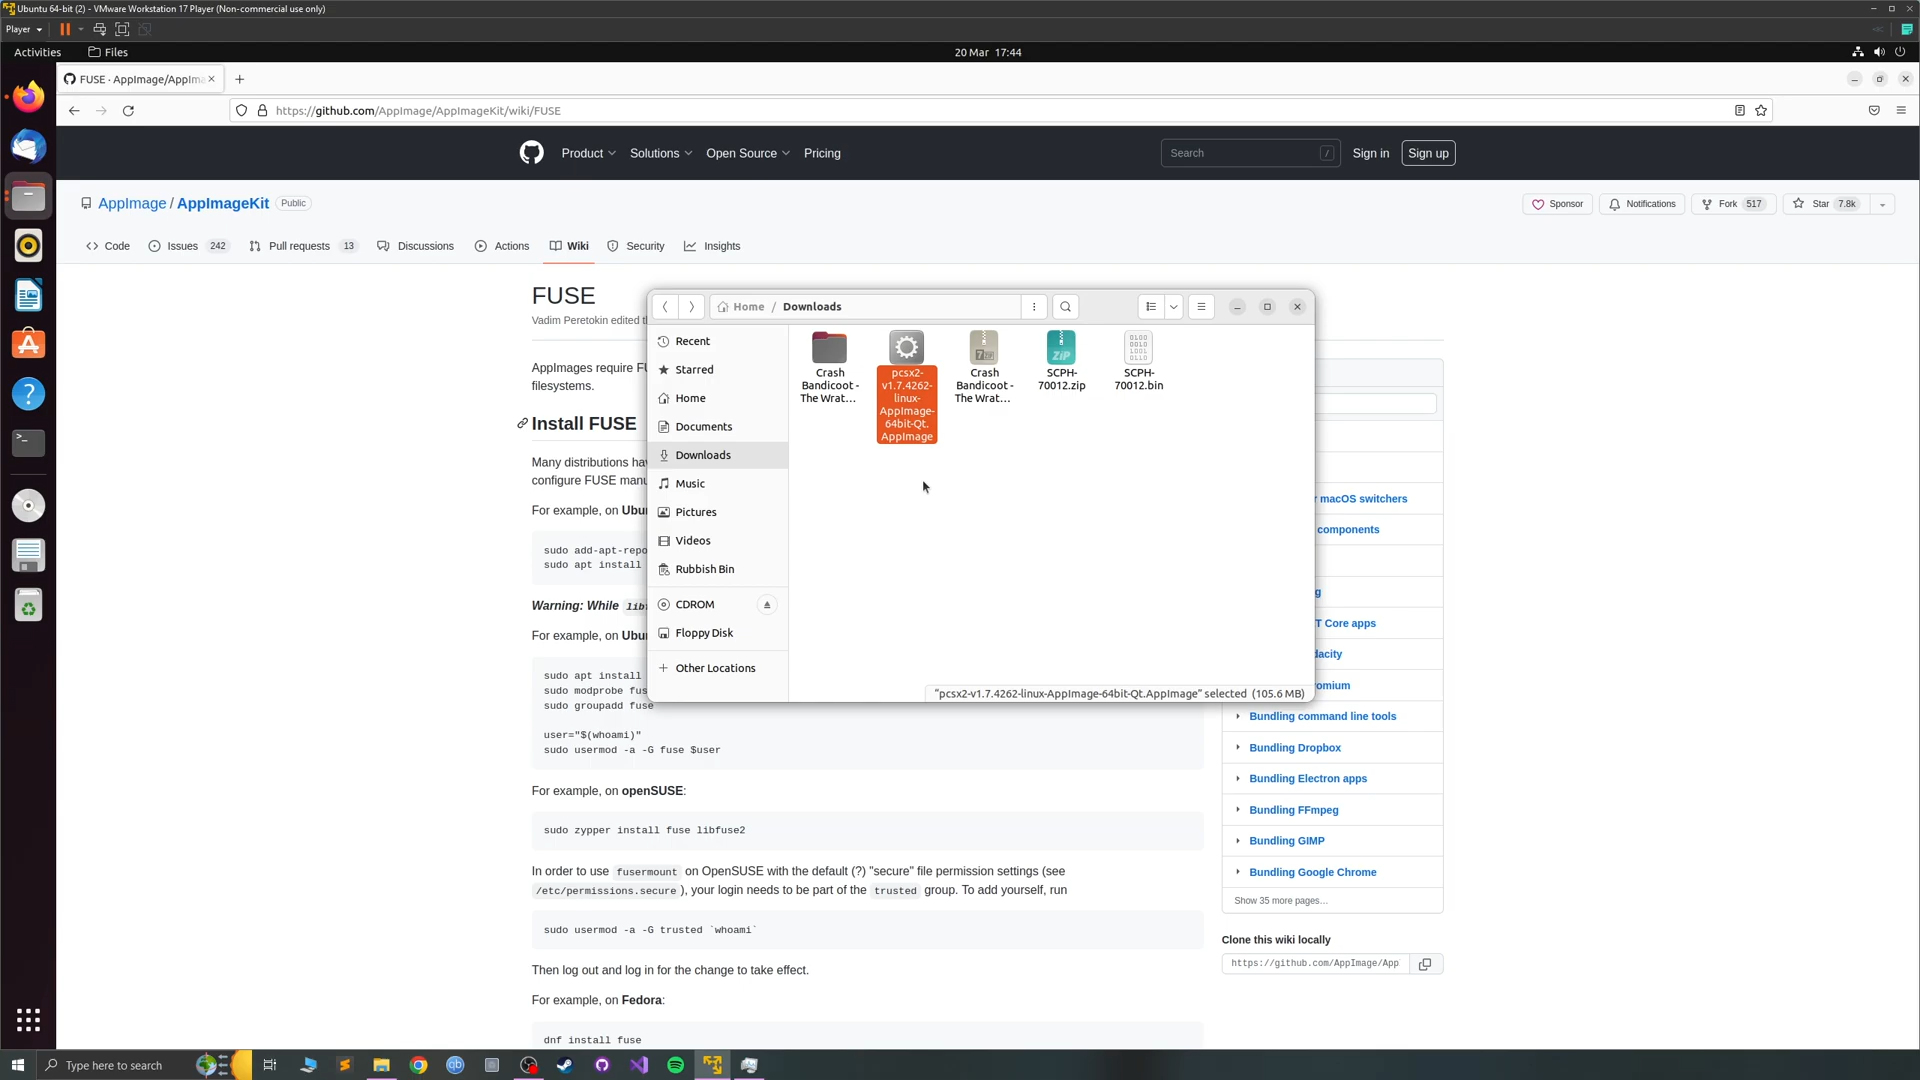 Ubuntu 64-bit (2) - VMware Workstation 17 Player (Non-commercial use only)
Player
Activities
Files
20 Mar 17:44
FUSE · AppImage/AppIma
https://github.com/AppImage/AppImageKit/wiki/FUSE
Product
Solutions
Open Source
Pricing
Search
/
Sign in
Sign up
AppImage / AppImageKit
Public
Sponsor
Notifications
Fork 517
Star 7.8k
Code
Issues 242
Pull requests 13
Discussions
Actions
Wiki
Security
Insights
FUSE
Vadim Peretokin edited th
AppImages require FU
filesystems.
Install FUSE
Many distributions hav
configure FUSE manu
For example, on Ubun
sudo add-apt-repo
sudo apt install
Warning: While libf
For example, on Ubun
sudo apt install
sudo modprobe fus
sudo groupadd fuse
user="$(whoami)"
sudo usermod -a -G fuse $user
For example, on openSUSE:
sudo zypper install fuse libfuse2
In order to use fusermount on OpenSUSE with the default (?) "secure" file permission settings (see
/etc/permissions.secure ), your login needs to be part of the trusted group. To add yourself, run
sudo usermod -a -G trusted `whoami`
Then log out and log in for the change to take effect.
For example, on Fedora:
dnf install fuse
Home / Downloads
Recent
Starred
Home
Documents
Downloads
Music
Pictures
Videos
Rubbish Bin
CDROM
Floppy Disk
Other Locations
Crash
Bandicoot -
The Wrat…
pcsx2-
v1.7.4262-
linux-
AppImage-
64bit-Qt.
AppImage
7ZIP
Crash
Bandicoot -
The Wrat…
ZIP
SCPH-
70012.zip
SCPH-
70012.bin
"pcsx2-v1.7.4262-linux-AppImage-64bit-Qt.AppImage" selected (105.6 MB)
r macOS switchers
components
g
T Core apps
dacity
omium
Bundling command line tools
Bundling Dropbox
Bundling Electron apps
Bundling FFmpeg
Bundling GIMP
Bundling Google Chrome
Show 35 more pages…
Clone this wiki locally
https://github.com/AppImage/App
Type here to search